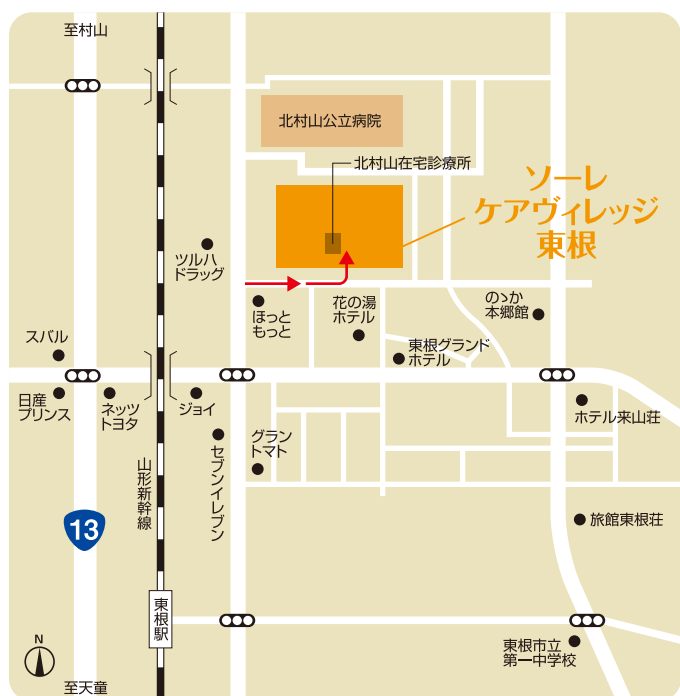 至村山
北村山公立病院
北村山在宅診療所
ソーレ
ケアヴィレッジ
東根
ツルハ
ドラッグ
ほっと
もっと
花の湯
ホテル
のゝか
本郷館
東根グランド
ホテル
スバル
日産
プリンス
ネッツ
トヨタ
ジョイ
ホテル来山荘
グラン
トマト
セブンイレブン
山形新幹線
13
旅館東根荘
東根駅
東根市立
第一中学校
N
至天童